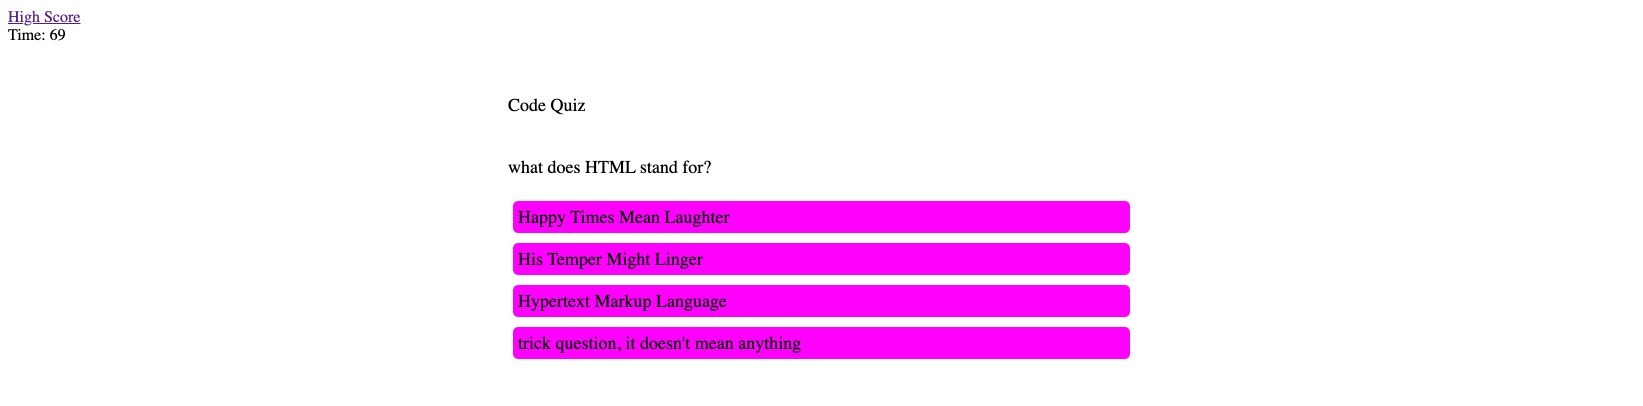 High Score
Time: 69
Code Quiz
what does HTML stand for?
Happy Times Mean Laughter
His Temper Might Linger
Hypertext Markup Language
trick question, it doesn't mean anything